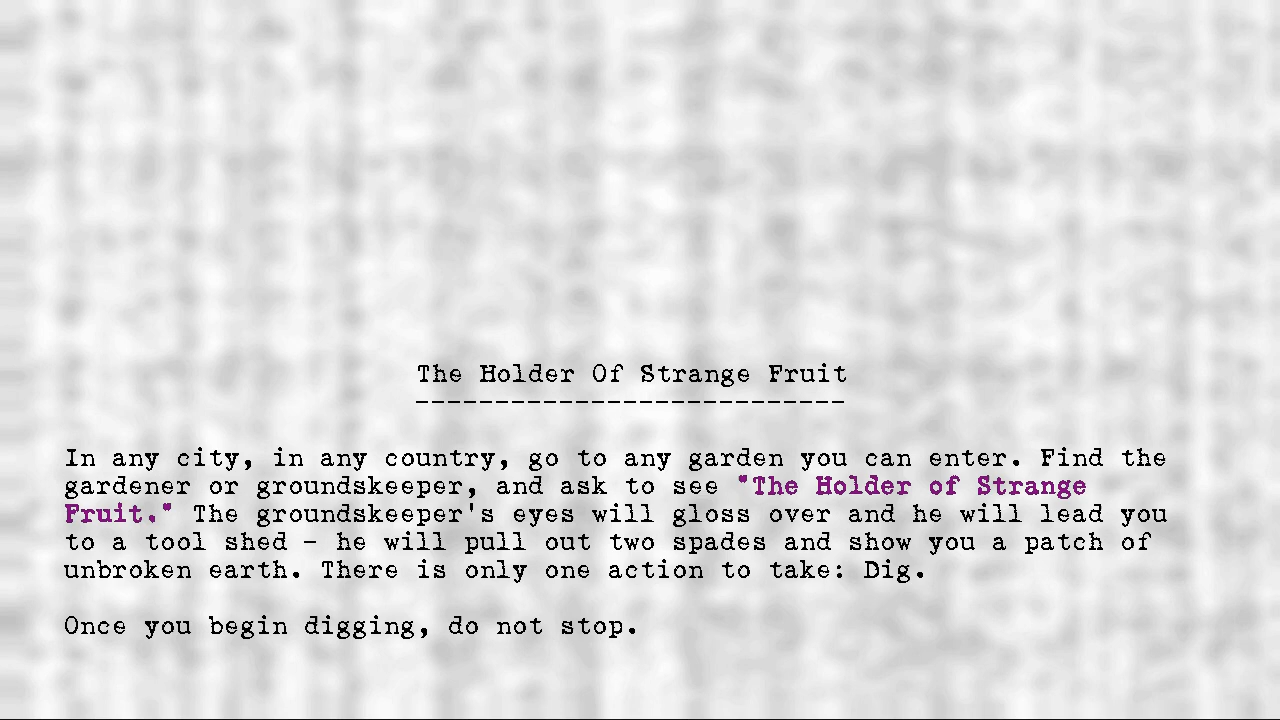 The Holder Of Strange Fruit
---------------------------
In any city, in any country, go to any garden you can enter. Find the
gardener or groundskeeper, and ask to see "The Holder of Strange
Fruit." The groundskeeper's eyes will gloss over and he will lead you
to a tool shed - he will pull out two spades and show you a patch of
unbroken earth. There is only one action to take: Dig.
Once you begin digging, do not stop.